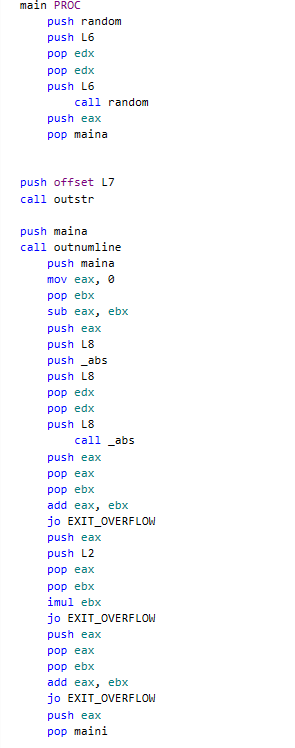 main PROC
push random
push L6
pop edx
pop edx
push L6
call random
push eax
pop maina
push offset L7
call outstr
push maina
call outnumline
push maina
mov eax, 0
pop ebx
sub eax, ebx
push eax
push L8
push _abs
push L8
pop edx
pop edx
push L8
call _abs
push eax
pop eax
pop ebx
add eax, ebx
jo EXIT_OVERFLOW
push eax
push L2
pop eax
pop ebx
imul ebx
jo EXIT_OVERFLOW
push eax
pop eax
pop ebx
add eax, ebx
jo EXIT_OVERFLOW
push eax
pop maini